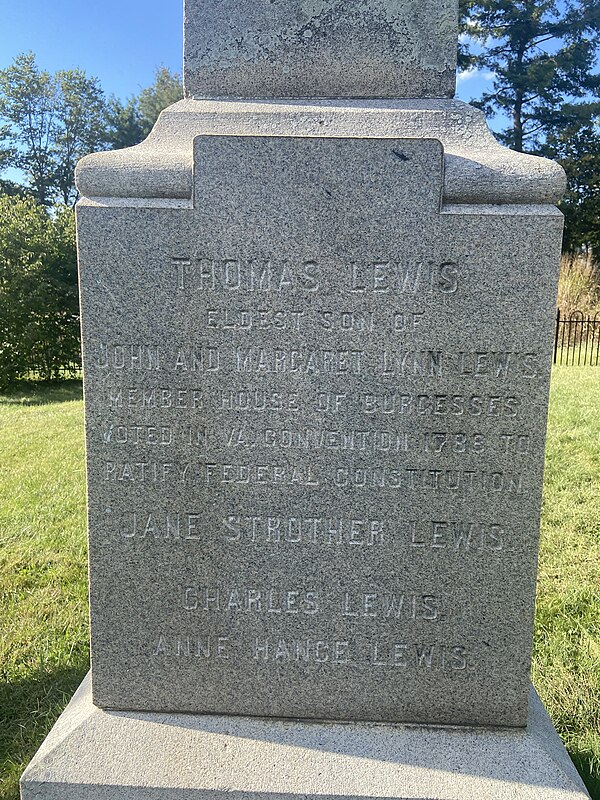 THOMAS LEWIS
ELDEST SON OF
JOHN AND MARGARET LYNN LEWIS
MEMBER HOUSE OF BURGESSES
VOTED IN VA. CONVENTION 1788 TO
RATIFY FEDERAL CONSTITUTION
JANE STROTHER LEWIS
CHARLES LEWIS
ANNE HANCE LEWIS